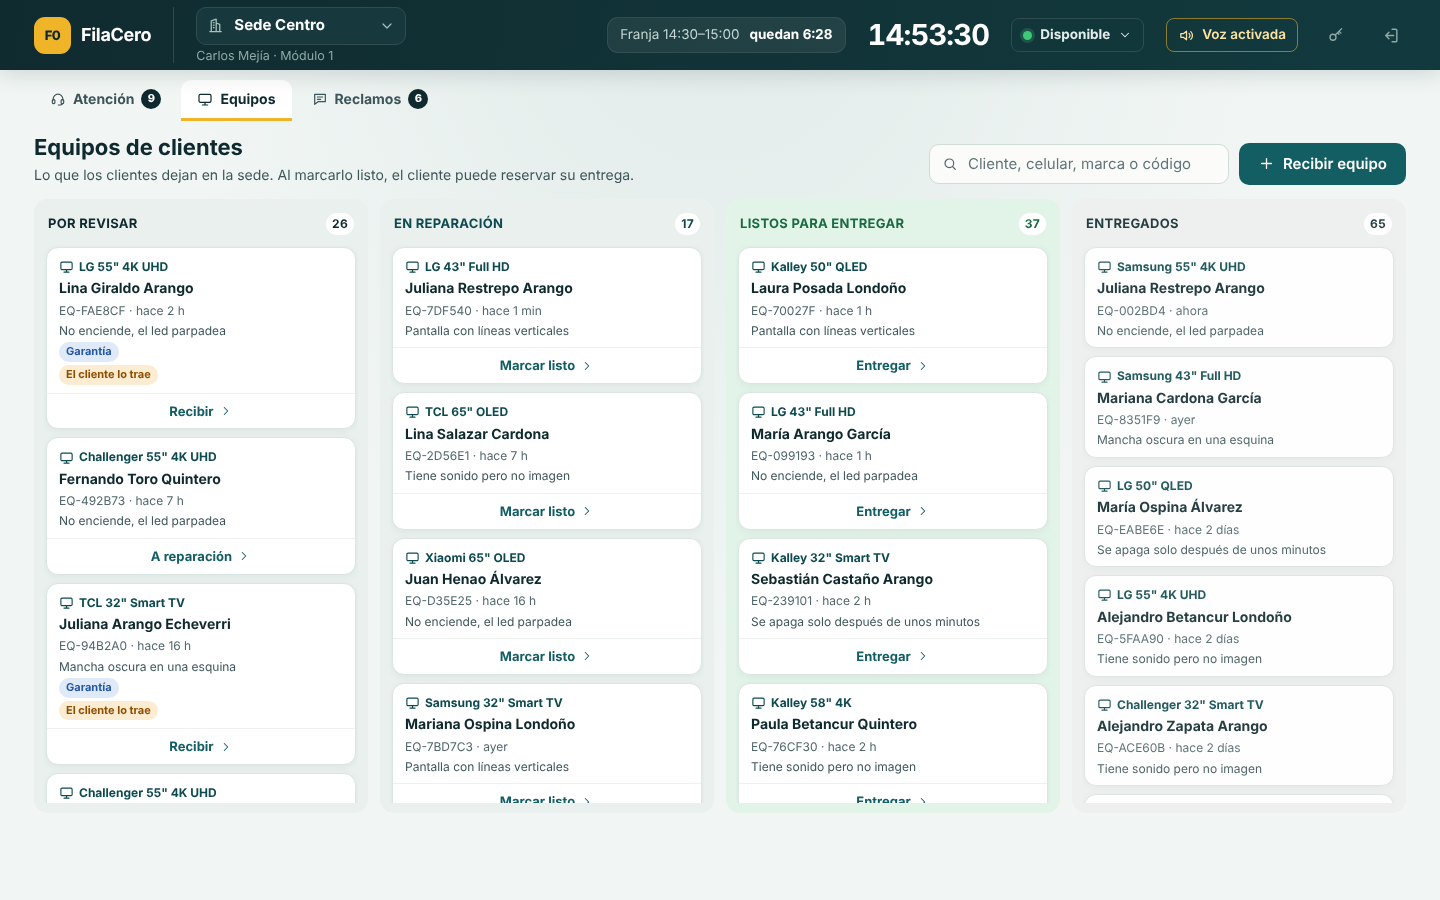 F0 FilaCero
Sede Centro
Carlos Mejía · Módulo 1
Franja 14:30–15:00 quedan 6:28
14:53:30
Disponible
Voz activada
Atención 9
Equipos
Reclamos 6
Equipos de clientes
Lo que los clientes dejan en la sede. Al marcarlo listo, el cliente puede reservar su entrega.
Cliente, celular, marca o código
Recibir equipo
POR REVISAR 26
LG 55" 4K UHD
Lina Giraldo Arango
EQ-FAE8CF · hace 2 h
No enciende, el led parpadea
Garantía
El cliente lo trae
Recibir
Challenger 55" 4K UHD
Fernando Toro Quintero
EQ-492B73 · hace 7 h
No enciende, el led parpadea
A reparación
TCL 32" Smart TV
Juliana Arango Echeverri
EQ-94B2A0 · hace 16 h
Mancha oscura en una esquina
Garantía
El cliente lo trae
Recibir
Challenger 55" 4K UHD
EN REPARACIÓN 17
LG 43" Full HD
Juliana Restrepo Arango
EQ-7DF540 · hace 1 min
Pantalla con líneas verticales
Marcar listo
TCL 65" OLED
Lina Salazar Cardona
EQ-2D56E1 · hace 7 h
Tiene sonido pero no imagen
Marcar listo
Xiaomi 65" OLED
Juan Henao Álvarez
EQ-D35E25 · hace 16 h
No enciende, el led parpadea
Marcar listo
Samsung 32" Smart TV
Mariana Ospina Londoño
EQ-7BD7C3 · ayer
Pantalla con líneas verticales
Marcar listo
LISTOS PARA ENTREGAR 37
Kalley 50" QLED
Laura Posada Londoño
EQ-70027F · hace 1 h
Pantalla con líneas verticales
Entregar
LG 43" Full HD
María Arango García
EQ-099193 · hace 1 h
No enciende, el led parpadea
Entregar
Kalley 32" Smart TV
Sebastián Castaño Arango
EQ-239101 · hace 2 h
Se apaga solo después de unos minutos
Entregar
Kalley 58" 4K
Paula Betancur Quintero
EQ-76CF30 · hace 2 h
Tiene sonido pero no imagen
Entregar
ENTREGADOS 65
Samsung 55" 4K UHD
Juliana Restrepo Arango
EQ-002BD4 · ahora
No enciende, el led parpadea
Samsung 43" Full HD
Mariana Cardona García
EQ-8351F9 · ayer
Mancha oscura en una esquina
LG 50" QLED
María Ospina Álvarez
EQ-EABE6E · hace 2 días
Se apaga solo después de unos minutos
LG 55" 4K UHD
Alejandro Betancur Londoño
EQ-5FAA90 · hace 2 días
Tiene sonido pero no imagen
Challenger 32" Smart TV
Alejandro Zapata Arango
EQ-ACE60B · hace 2 días
Tiene sonido pero no imagen